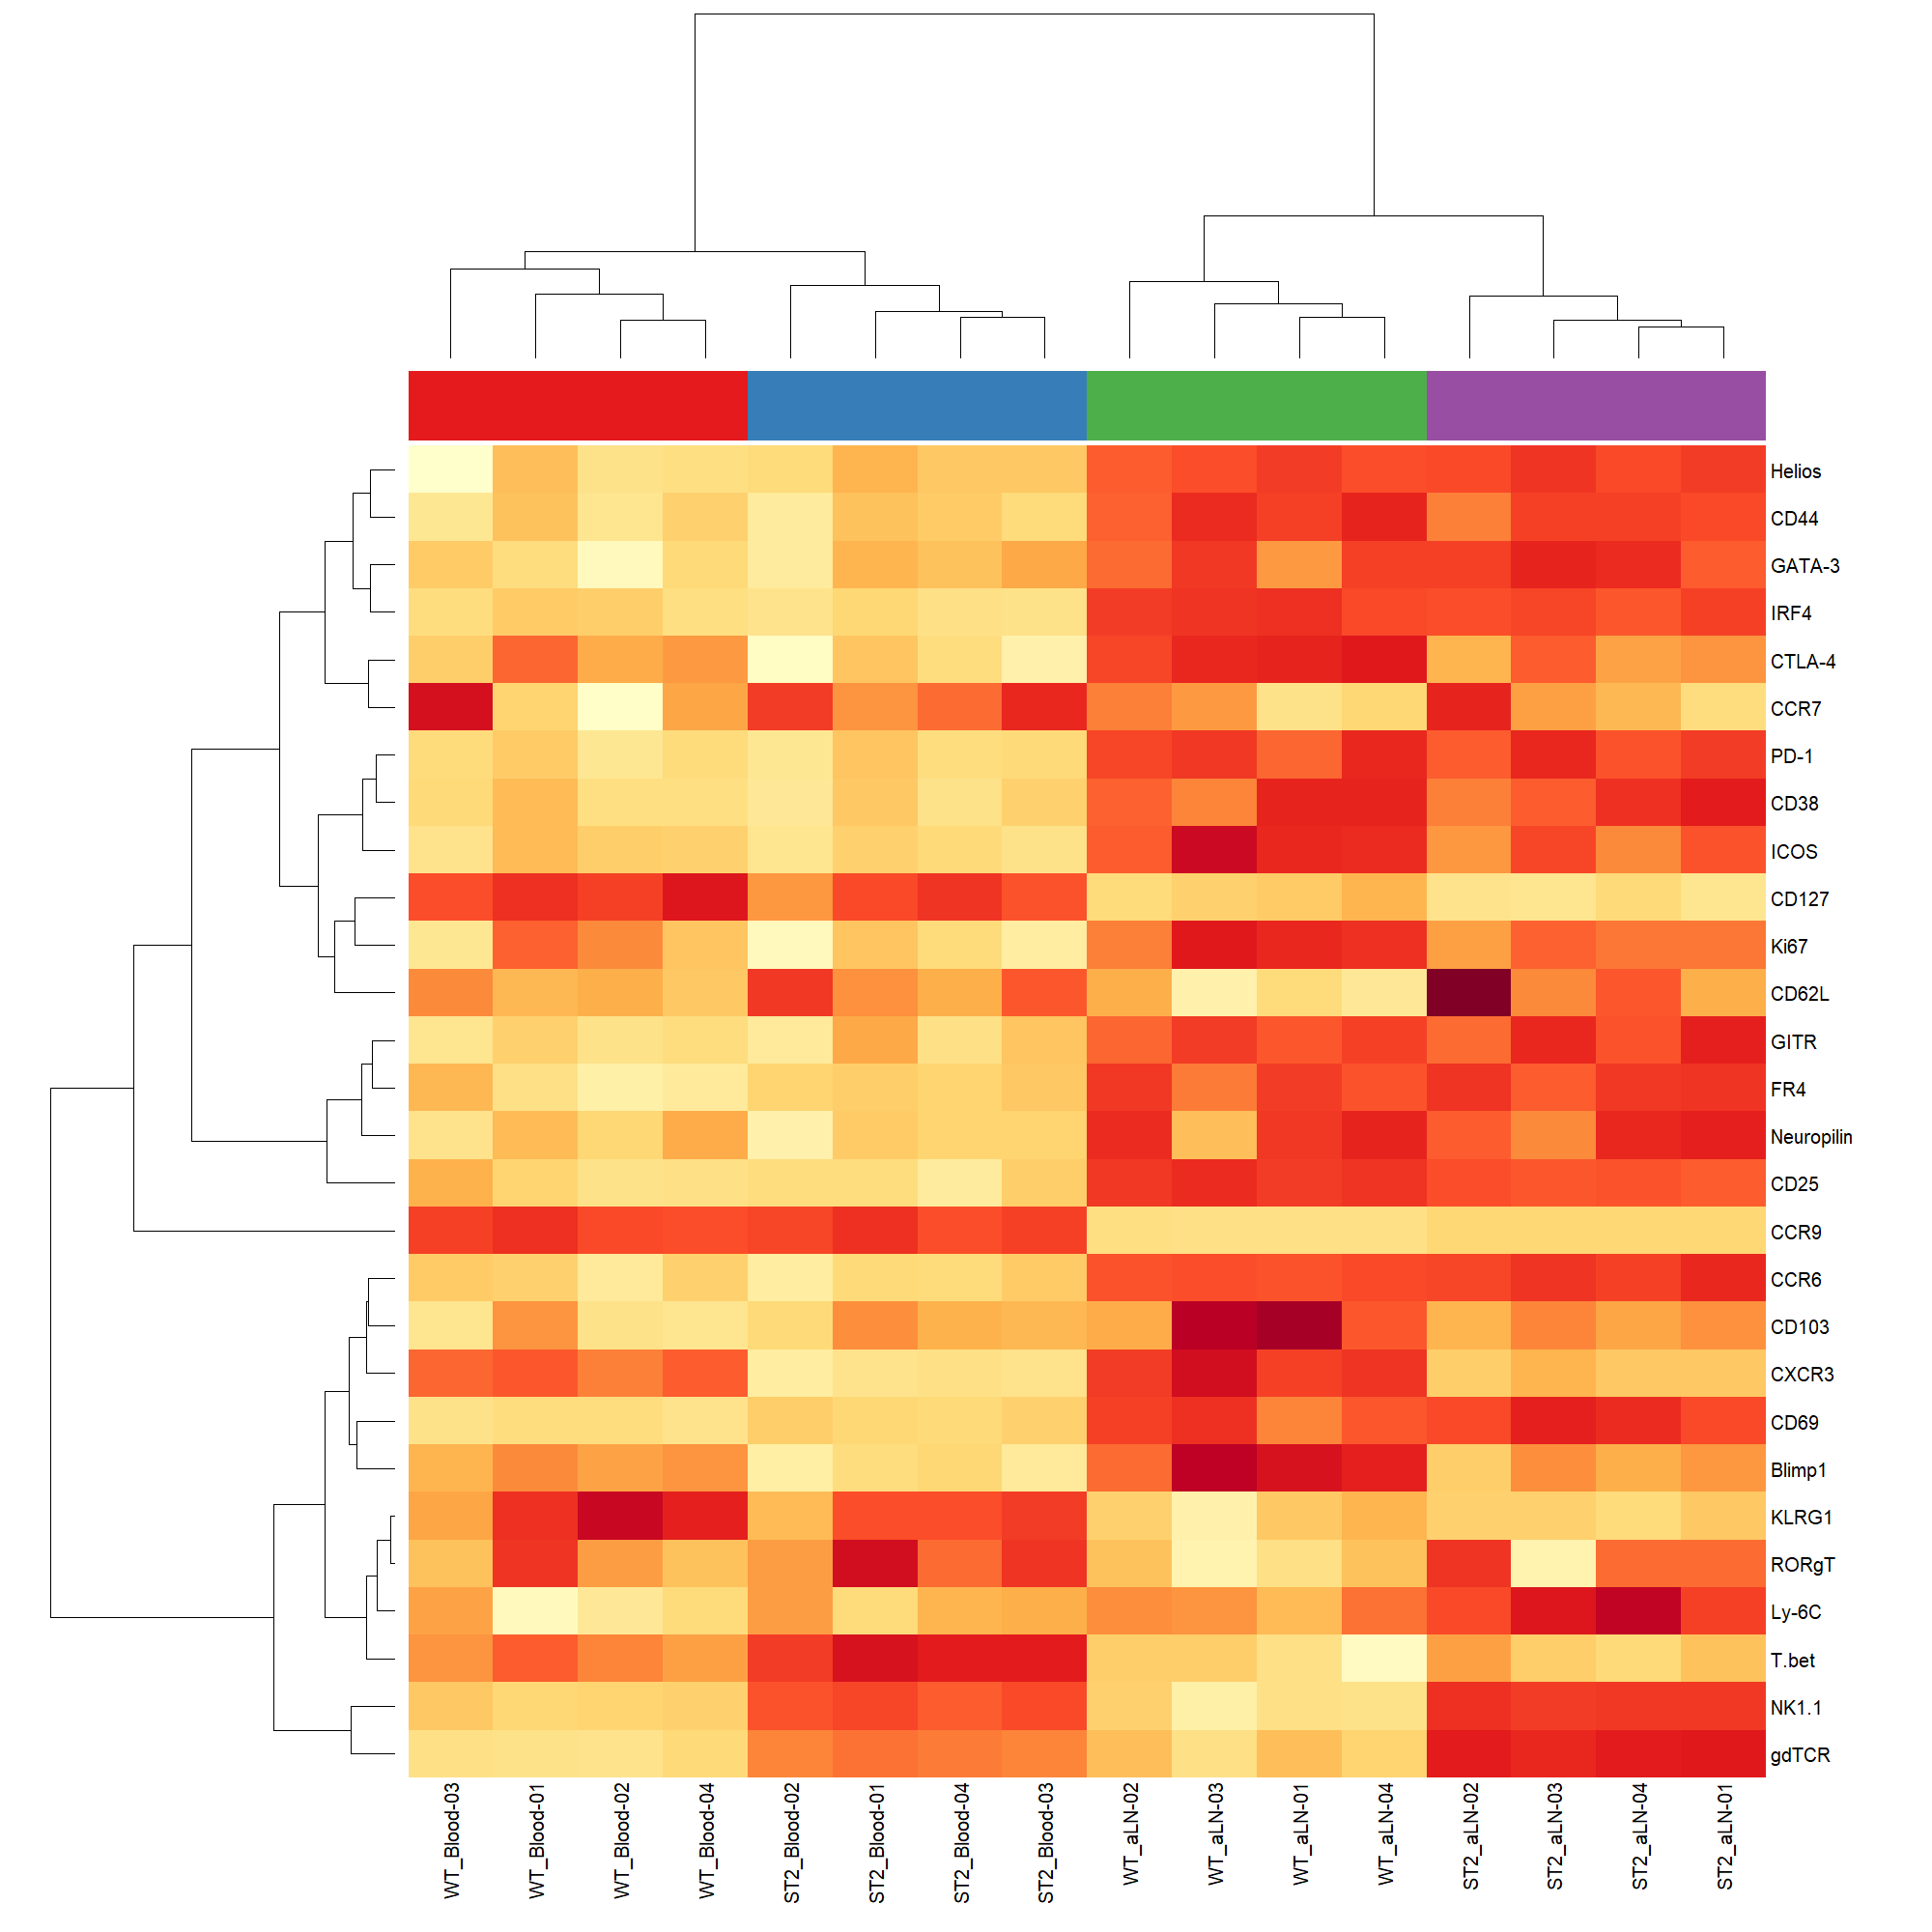 Helios
CD44
GATA-3
IRF4
CTLA-4
CCR7
PD-1
CD38
ICOS
CD127
Ki67
CD62L
GITR
FR4
Neuropilin
CD25
CCR9
CCR6
CD103
CXCR3
CD69
Blimp1
KLRG1
RORgT
Ly-6C
T.bet
NK1.1
gdTCR
WT_Blood-03
WT_Blood-01
WT_Blood-02
WT_Blood-04
ST2_Blood-02
ST2_Blood-01
ST2_Blood-04
ST2_Blood-03
WT_aLN-02
WT_aLN-03
WT_aLN-01
WT_aLN-04
ST2_aLN-02
ST2_aLN-03
ST2_aLN-04
ST2_aLN-01